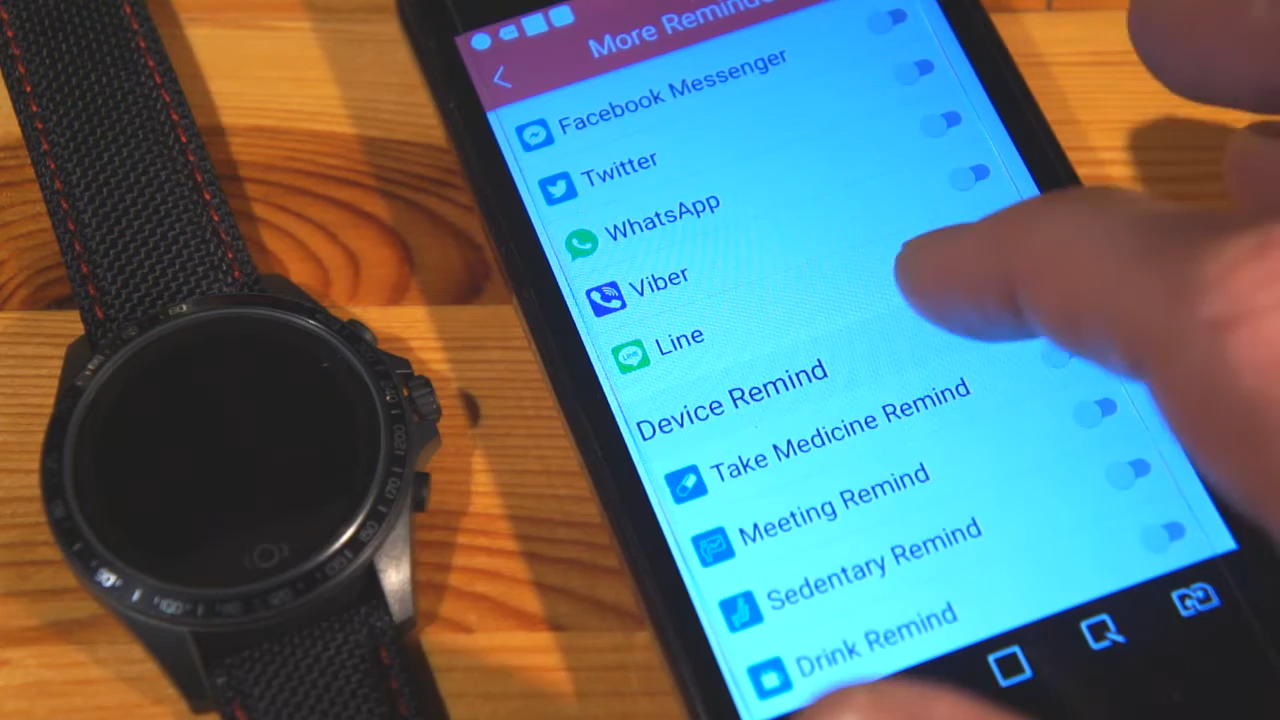 More Remind
Facebook Messenger
Twitter
WhatsApp
Viber
LINE
Line
Device Remind
Take Medicine Remind
Meeting Remind
Sedentary Remind
Drink Remind